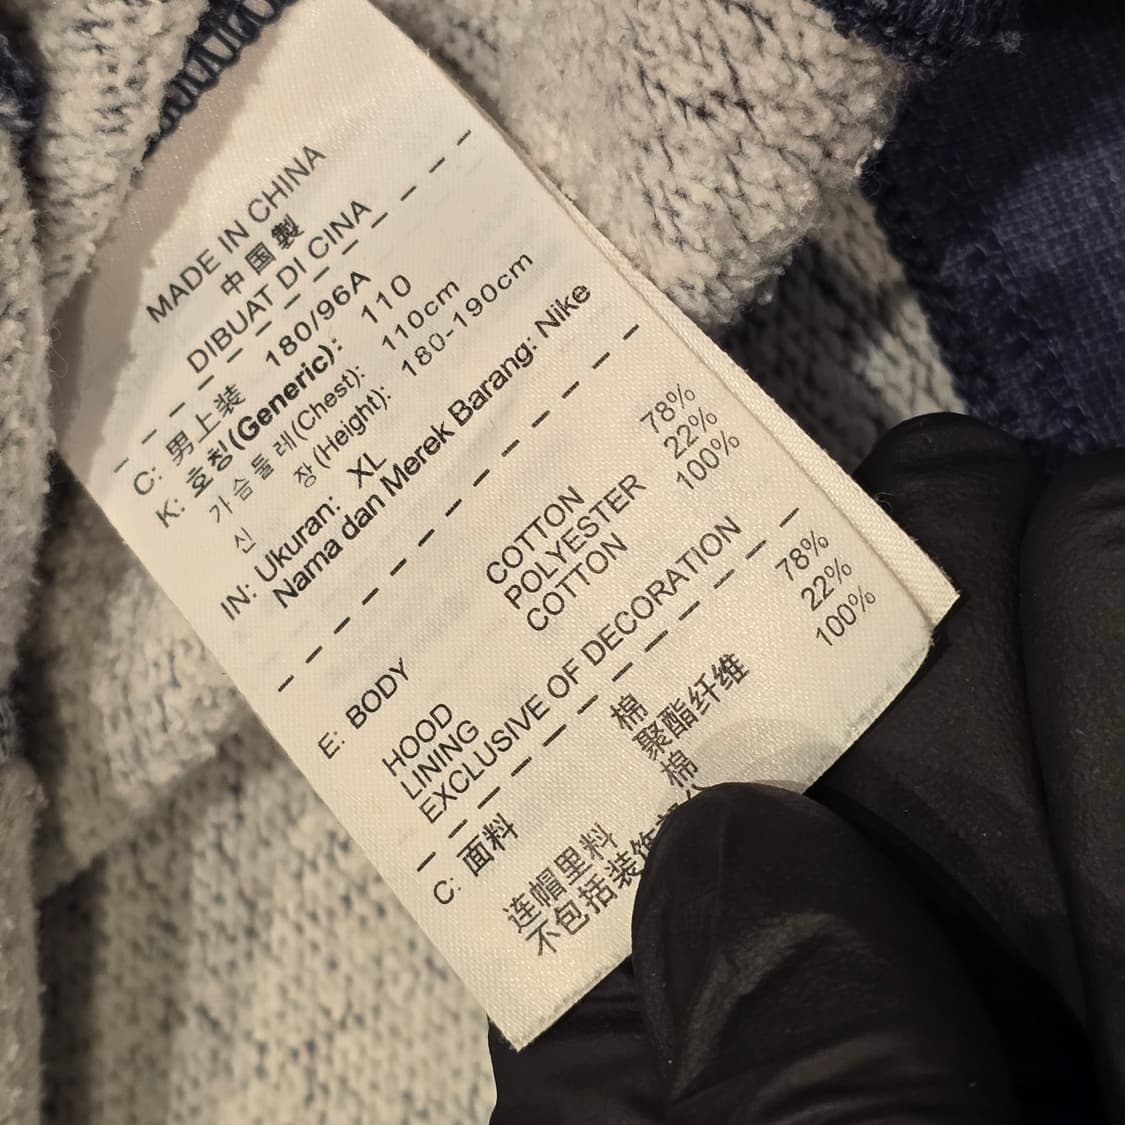 MADE IN CHINA
中国製
DIBUAT DI CINA
C: 男上装 180/96A
K: 호칭(Generic): 110
가슴둘레(Chest): 110cm
신 장(Height): 180-190cm
IN: Ukuran: XL
Nama dan Merek Barang: Nike
E: BODY COTTON 78%
POLYESTER 22%
HOOD COTTON 100%
LINING
EXCLUSIVE OF DECORATION
C: 面料 棉 78%
聚酯纤维 22%
连帽里料 棉 100%
不包括装饰部分